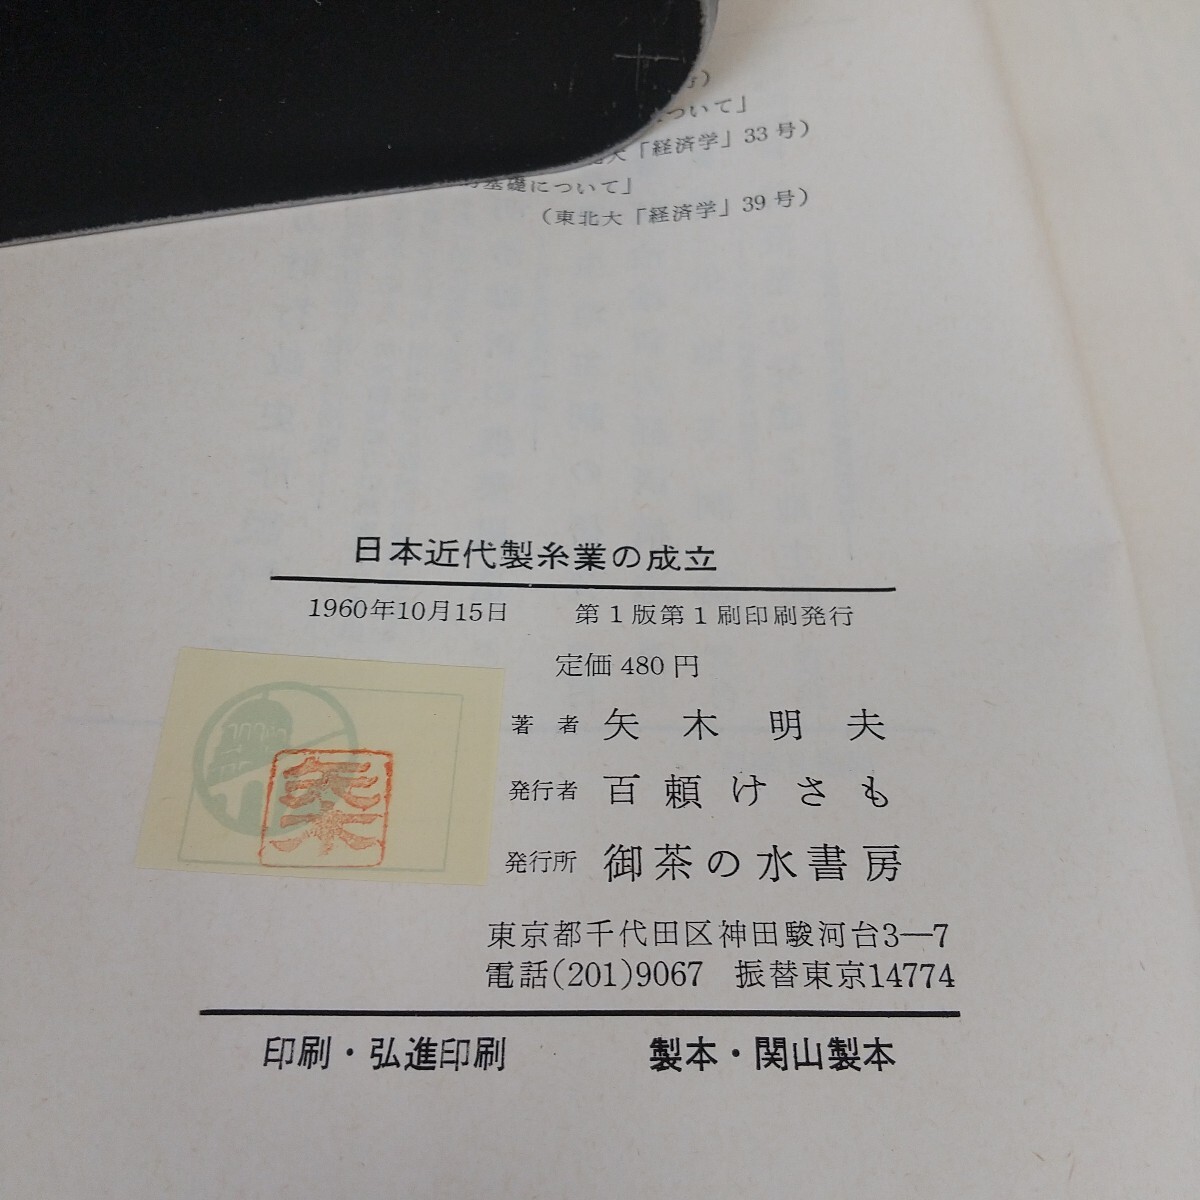 ついて」
「経済学」33号)
基礎について」
(東北大「経済学」39号)
日本近代製糸業の成立
1960年10月15日 第1版第1刷印刷発行
定価 480 円
著者 矢木明夫
発行者 百頼けさも
発行所 御茶の水書房
東京都千代田区神田駿河台3—7
電話(201)9067 振替東京14774
印刷・弘進印刷 製本・関山製本
矢木